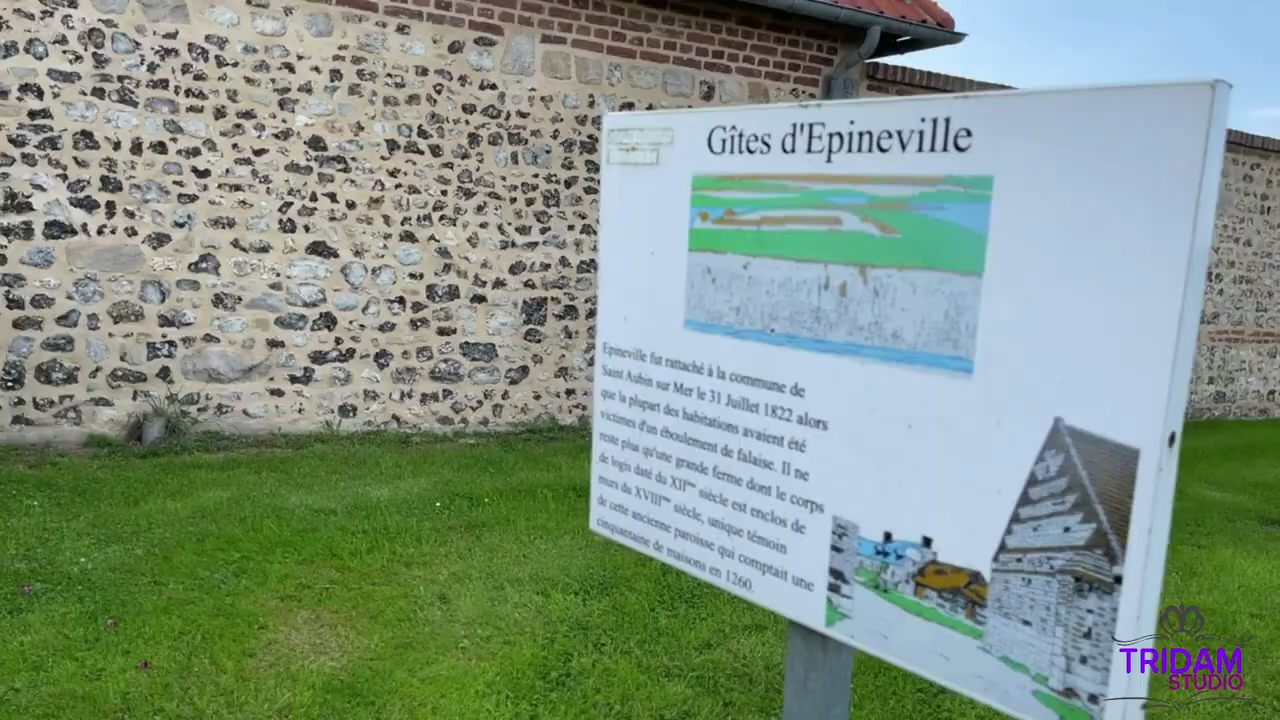 Gîtes d'Epineville
Epineville fut rattaché à la commune de
Saint Aubin sur Mer le 31 Juillet 1822 alors
que la plupart des habitations avaient été
victimes d'un éboulement de falaise. Il ne
reste plus qu'une grande ferme dont le corps
de logis daté du XIIème siècle est enclos de
murs du XVIIIème siècle, unique témoin
de cette ancienne paroisse qui comptait une
cinquantaine de maisons en 1260.
TRIDAM
STUDIO